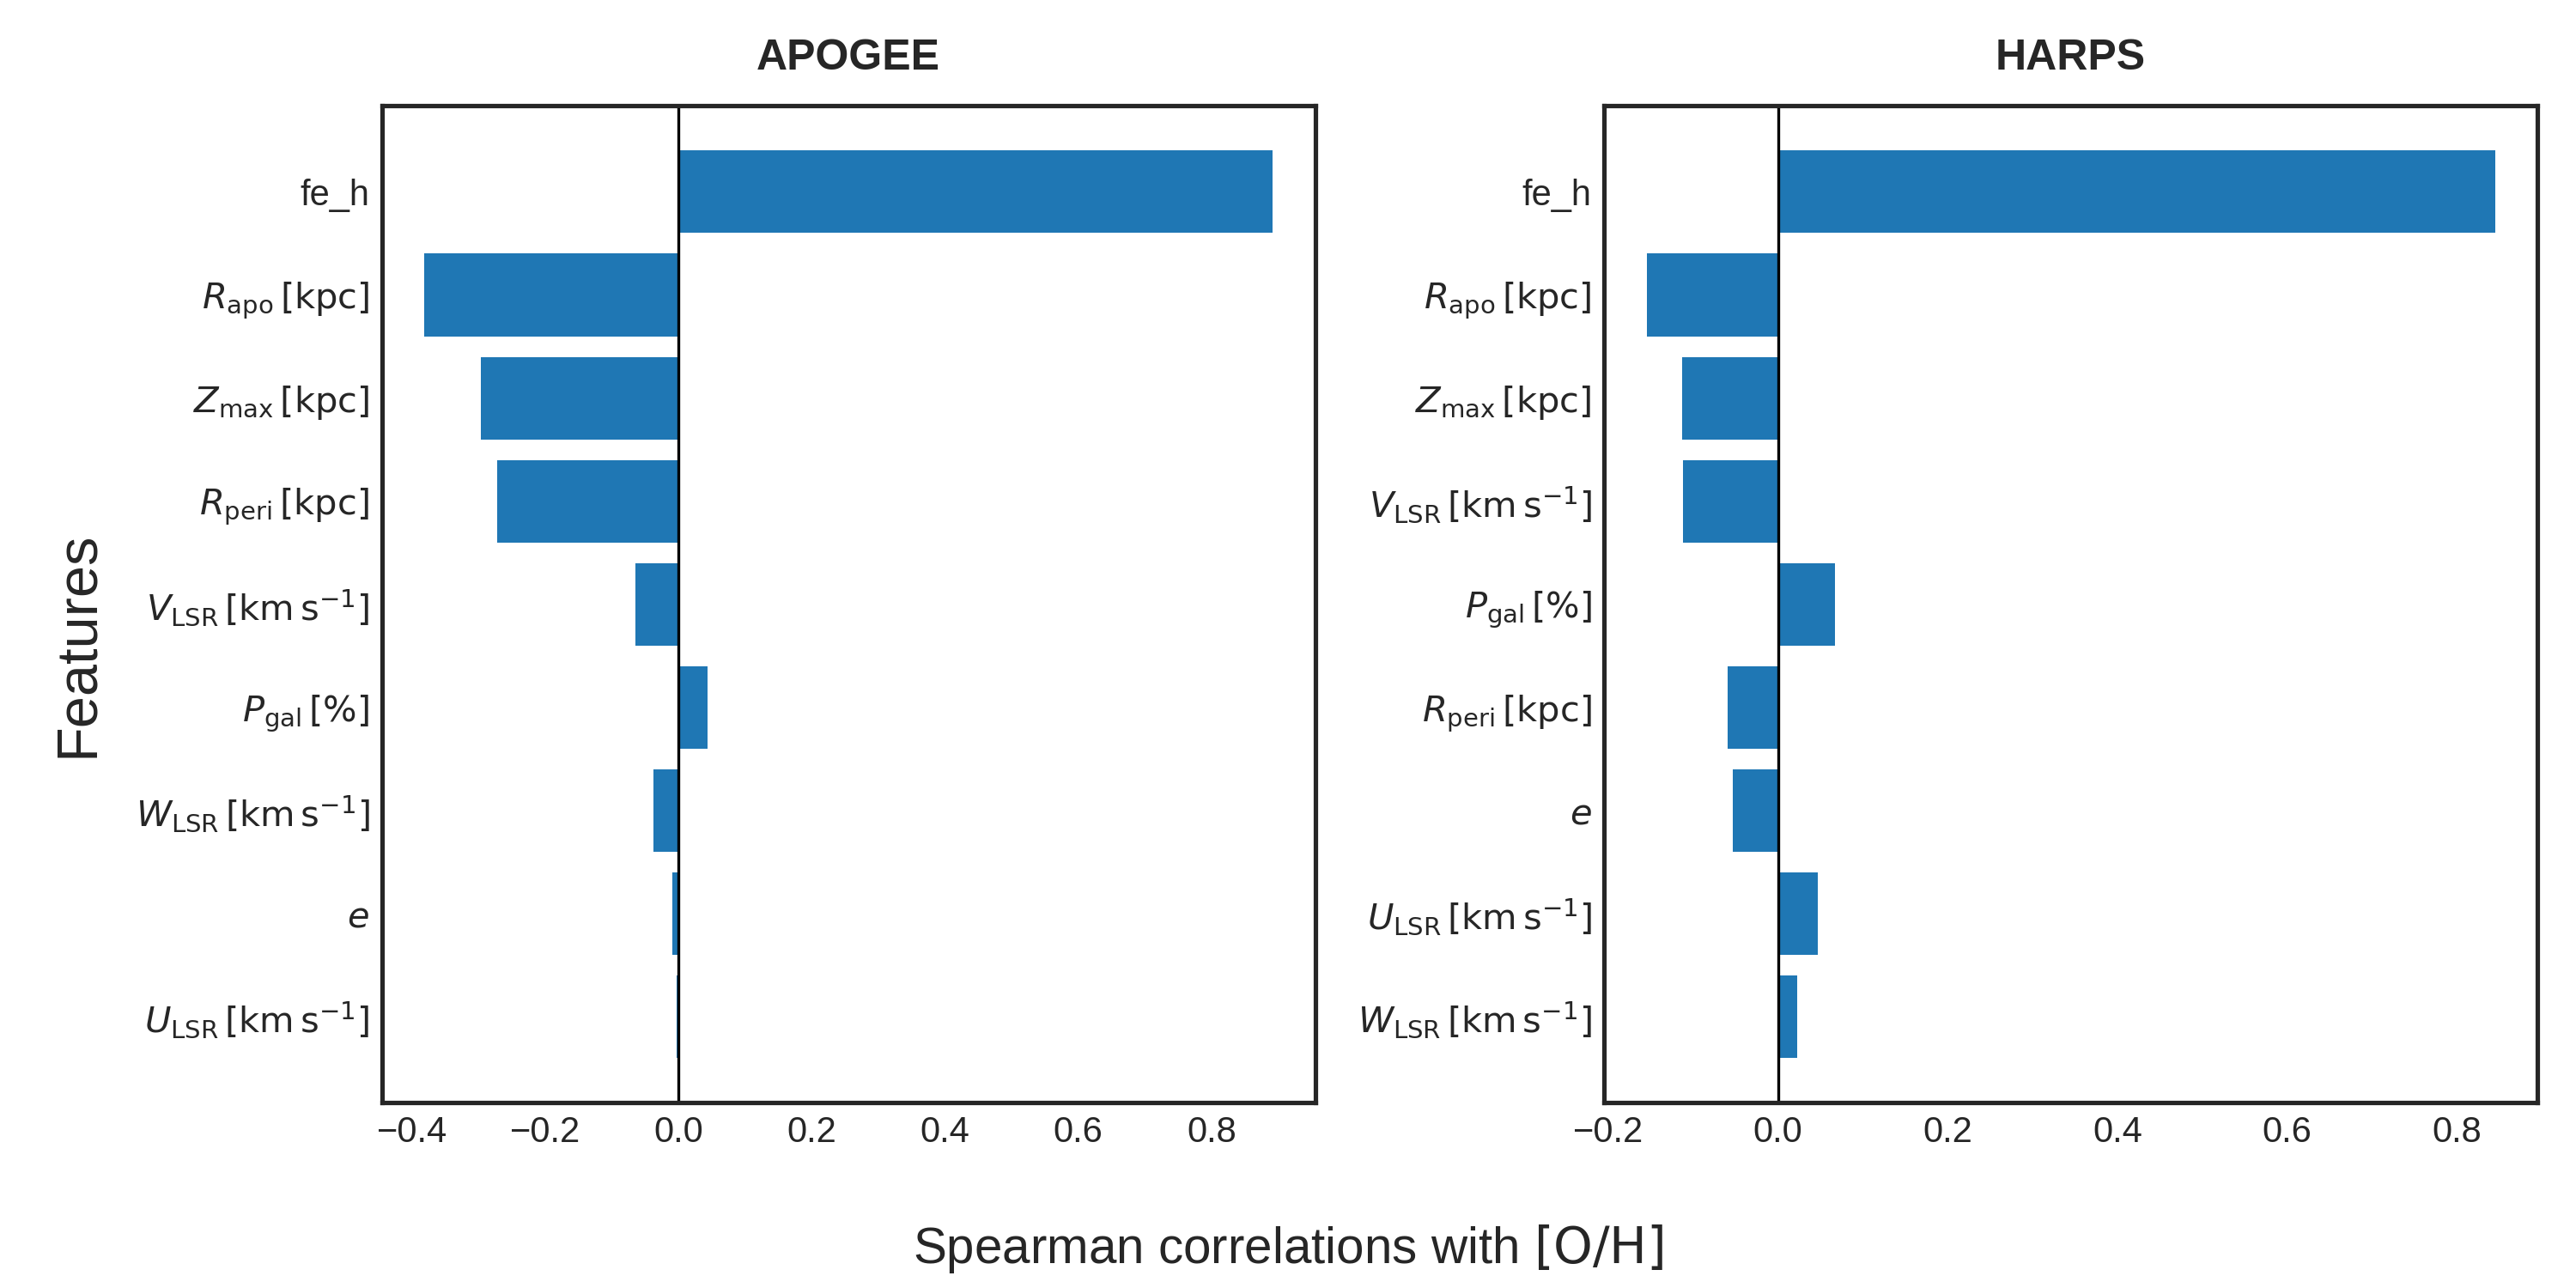 APOGEE
HARPS
Features
fe_h
R_apo [kpc]
Z_max [kpc]
R_peri [kpc]
V_LSR [km s⁻¹]
P_gal [%]
W_LSR [km s⁻¹]
e
U_LSR [km s⁻¹]
−0.4 −0.2 0.0 0.2 0.4 0.6 0.8
fe_h
R_apo [kpc]
Z_max [kpc]
V_LSR [km s⁻¹]
P_gal [%]
R_peri [kpc]
e
U_LSR [km s⁻¹]
W_LSR [km s⁻¹]
−0.2 0.0 0.2 0.4 0.6 0.8
Spearman correlations with [O/H]